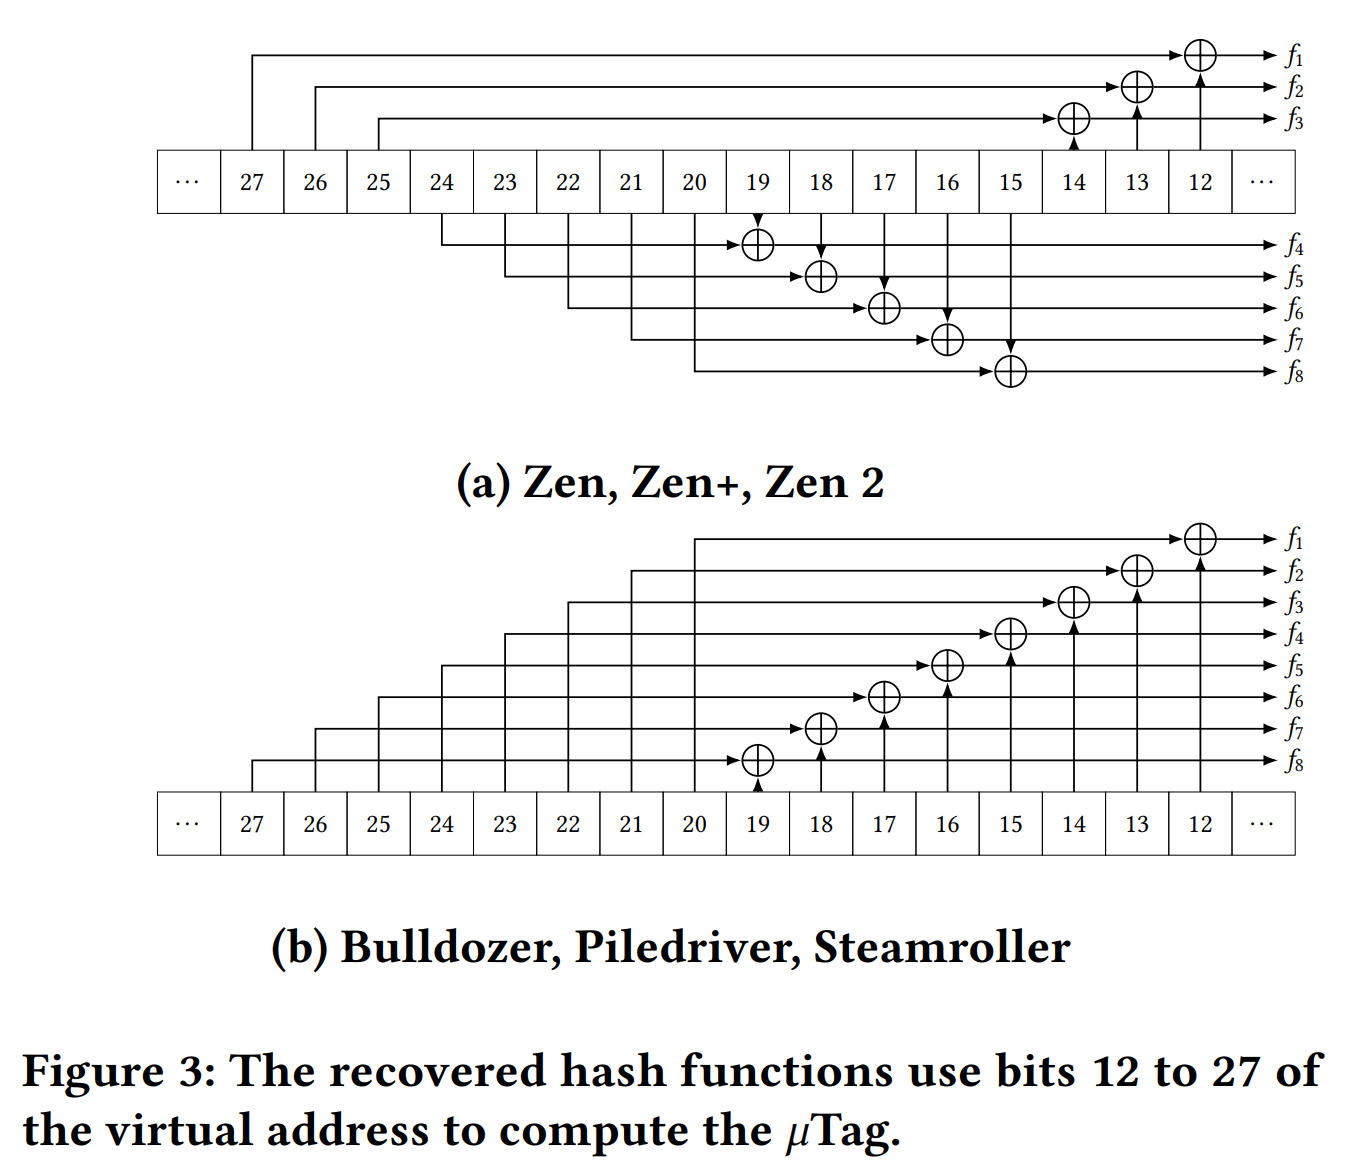 f1
f2
f3
⋯ 27 26 25 24 23 22 21 20 19 18 17 16 15 14 13 12 ⋯
f4
f5
f6
f7
f8
(a) Zen, Zen+, Zen 2
f1
f2
f3
f4
f5
f6
f7
f8
⋯ 27 26 25 24 23 22 21 20 19 18 17 16 15 14 13 12 ⋯
(b) Bulldozer, Piledriver, Steamroller
Figure 3: The recovered hash functions use bits 12 to 27 of
the virtual address to compute the μTag.